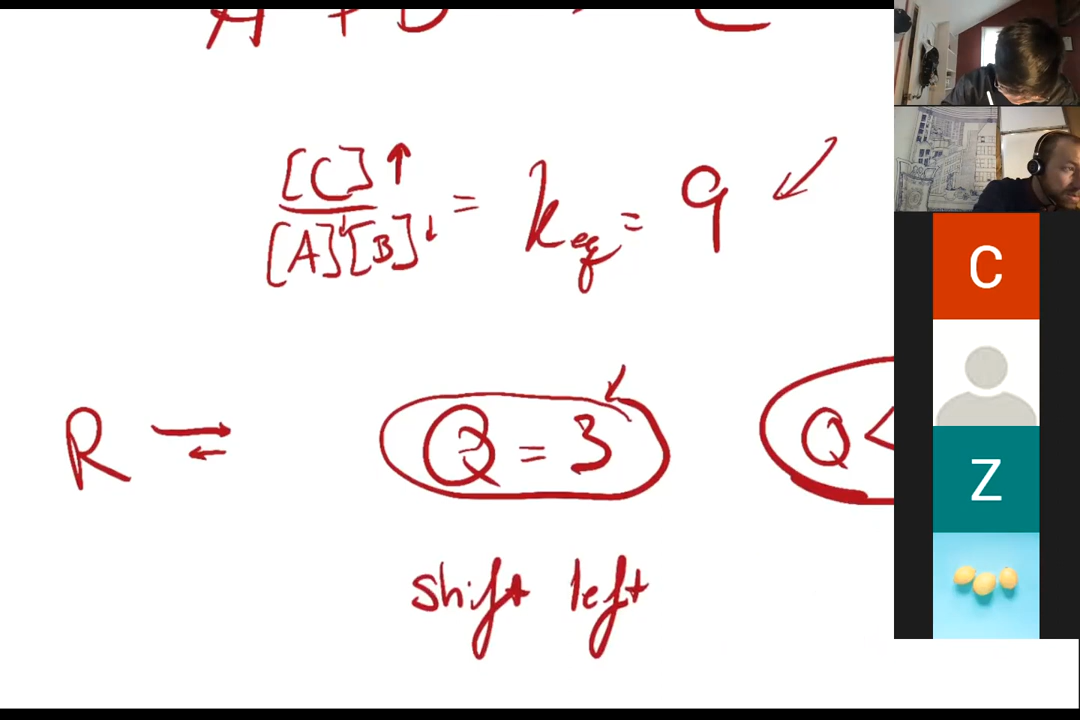 A + B C
[C] ↑
[A]↓[B]↓ = keq = 9
R ⇌ Q = 3 Q <
shift left
C
Z